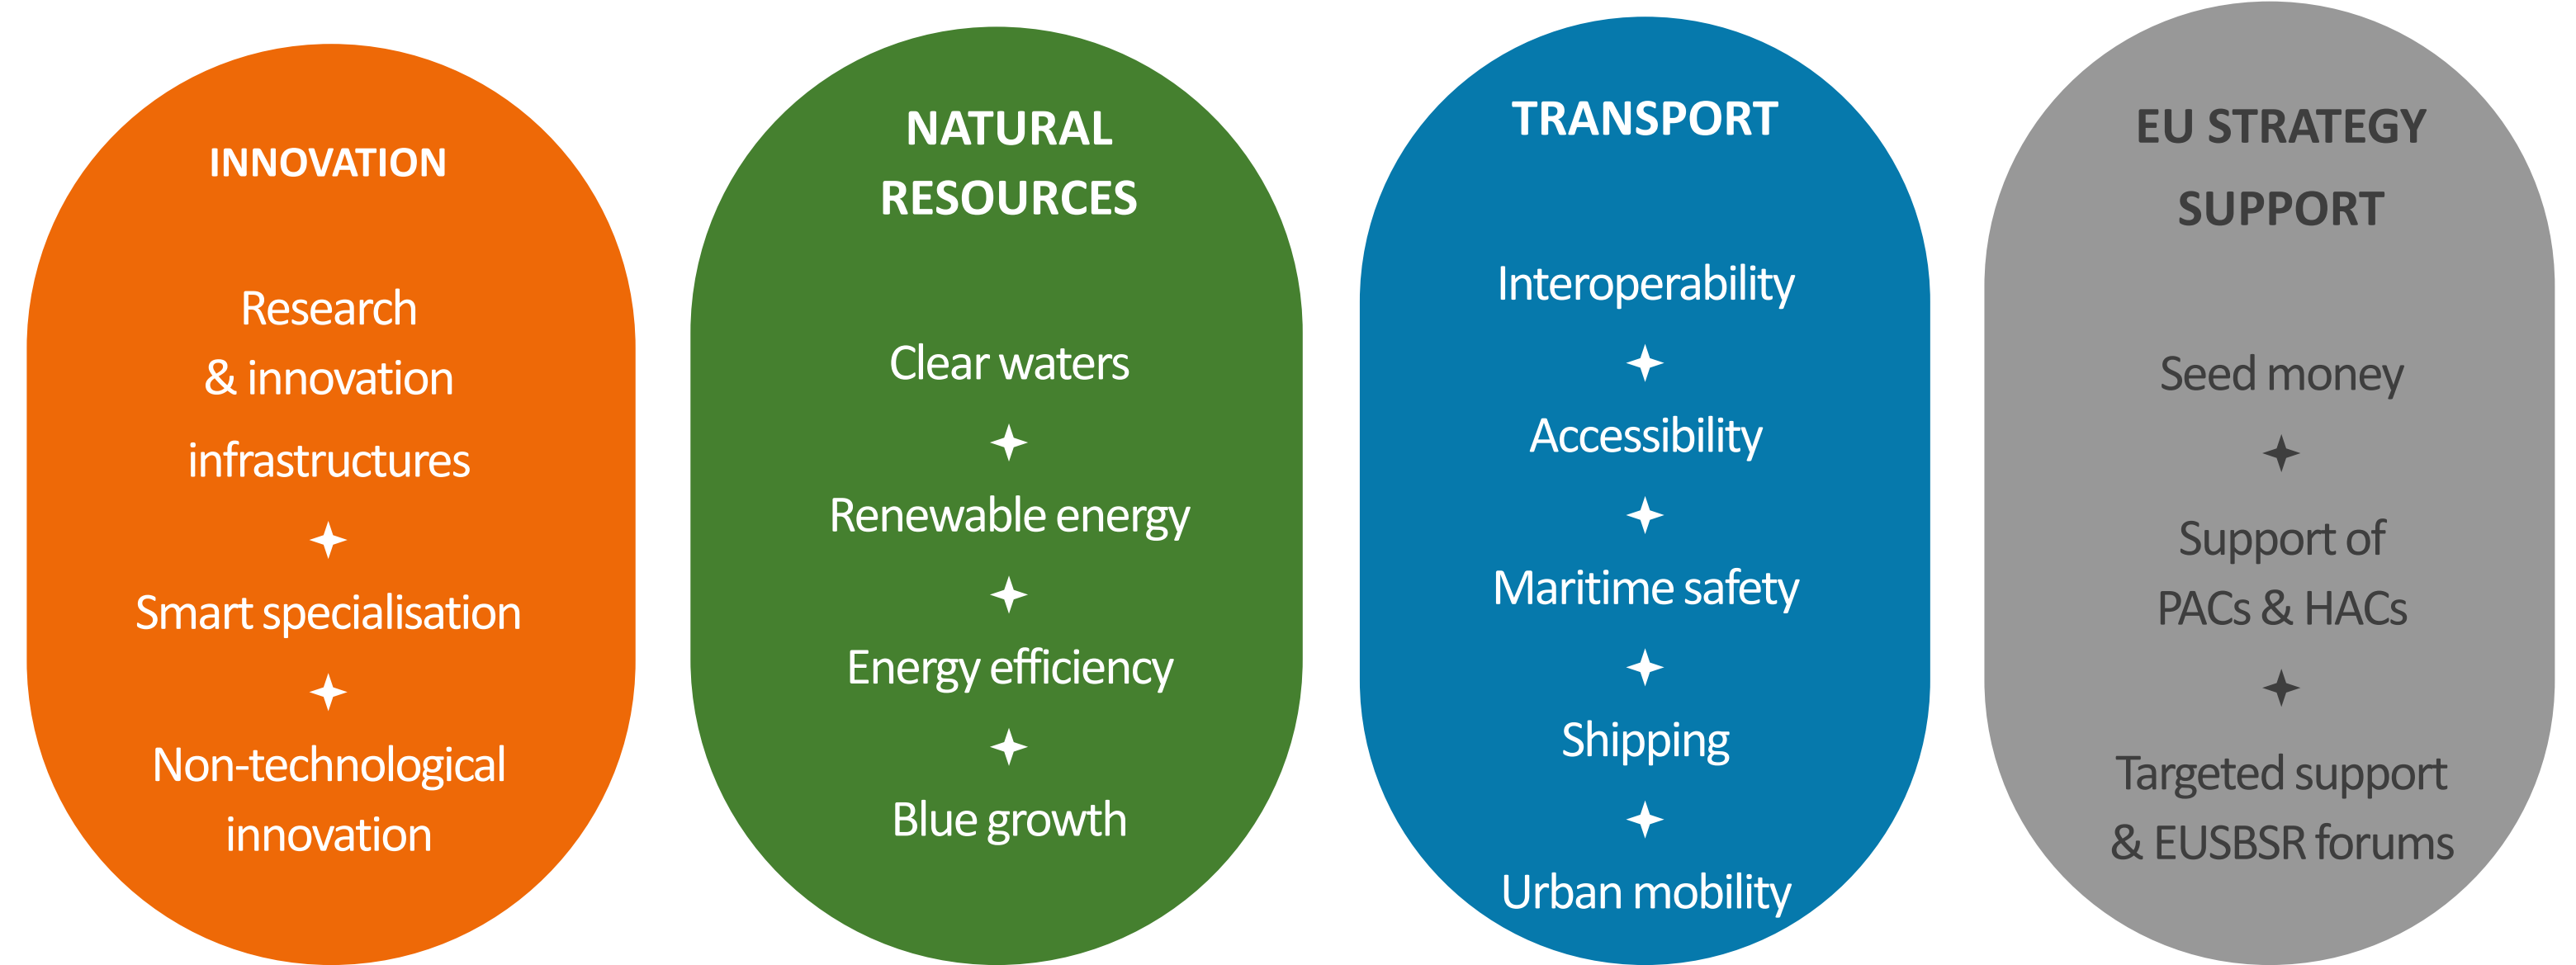 INNOVATION
Research
& innovation
infrastructures
Smart specialisation
Non-technological
innovation
NATURAL
RESOURCES
Clear waters
Renewable energy
Energy efficiency
Blue growth
TRANSPORT
Interoperability
Accessibility
Maritime safety
Shipping
Urban mobility
EU STRATEGY
SUPPORT
Seed money
Support of
PACs & HACs
Targeted support
& EUSBSR forums